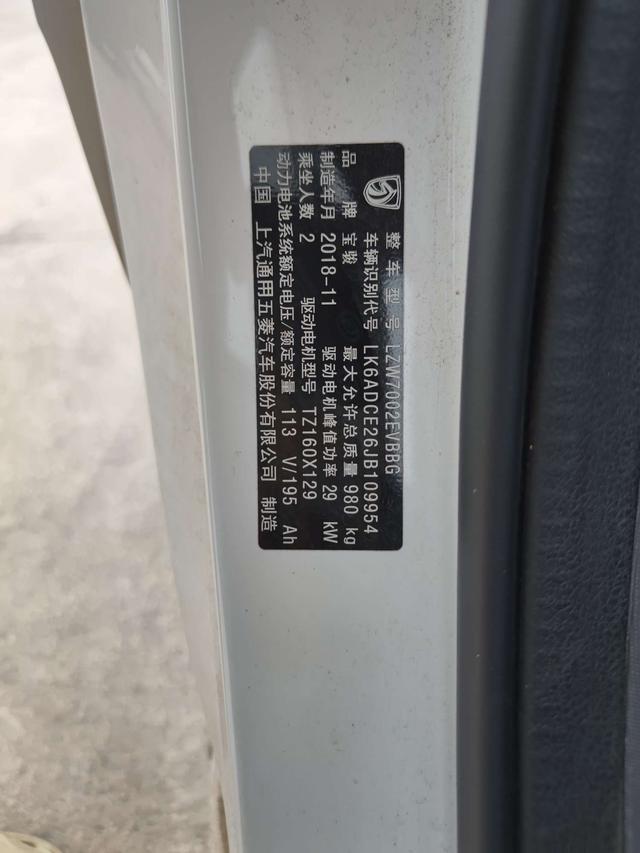 整车型号 LZW7002EVBBG
车辆识别代号 LK6ADCE26JB109954
品牌 宝骏 最大允许总质量 980 kg
制造年月 2018-11 驱动电机峰值功率 29 kW
乘坐人数 2 驱动电机型号 TZ160X129
动力电池系统额定电压/额定容量 113 V/195 Ah
中国 上汽通用五菱汽车股份有限公司 制造